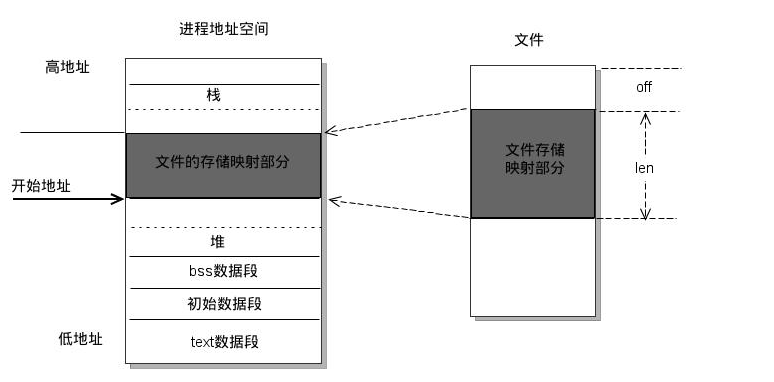 进程地址空间
文件
高地址
栈
off
文件的存储映射部分
文件存储
映射部分
len
开始地址
堆
bss数据段
初始数据段
低地址
text数据段